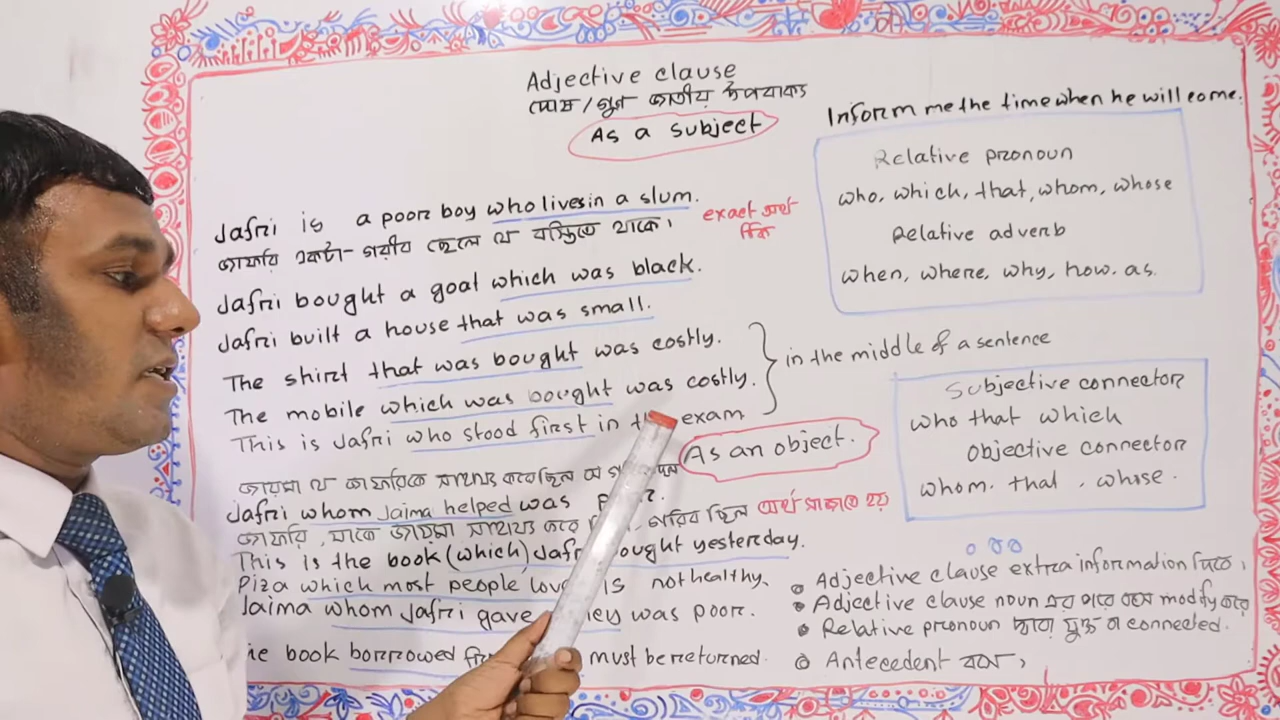 Adjective clause
দোষ/গুণ জাতীয় উপবাক্য
As a subject
Jafri is a poor boy who lives in a slum.
জাফরি একটা গরীব ছেলে যে বস্তিতে থাকে।
exact অর্থ
ঠিক
Jafri bought a goat which was black.
Jafri built a house that was small.
The shirt that was bought was costly.
The mobile which was bought was costly.
This is Jafri who stood first in the exam
in the middle of a sentence
As an object.
জায়মা যে জাফরিকে সাহায্য করেছিল
Jafri whom Jaima helped was
জাফরি, যাকে জায়মা সাহায্য করে গরিব ছিল অর্থ সাজাতে হয়
This is the book (which) Jafri bought yesterday.
Piza which most people love is not healthy.
Jaima whom Jafri gave was poor.
book borrowed must be returned.
Inform me the time when he will come.
Relative pronoun
who, which, that, whom, whose
Relative adverb
when, where, why, how. as.
Subjective connector
who that which
objective connector
whom. that . whose.
Adjective clause extra information দিবে।
Adjective clause noun এর পরে বসে modify করে
Relative pronoun দ্বারা যুক্ত বা connected.
Antecedent বলে,